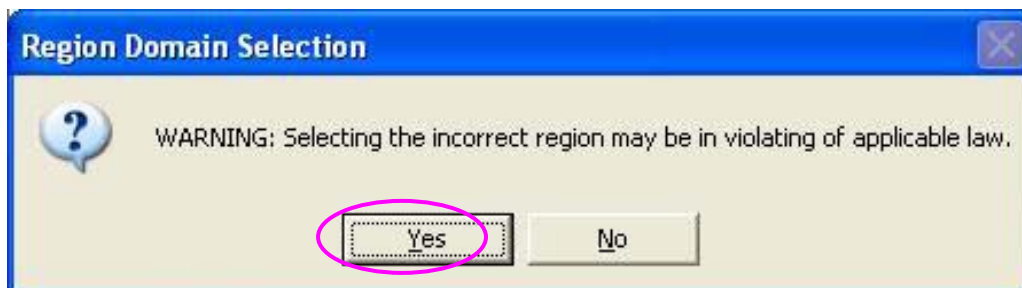 Region Domain Selection
WARNING: Selecting the incorrect region may be in violating of applicable law.
Yes No